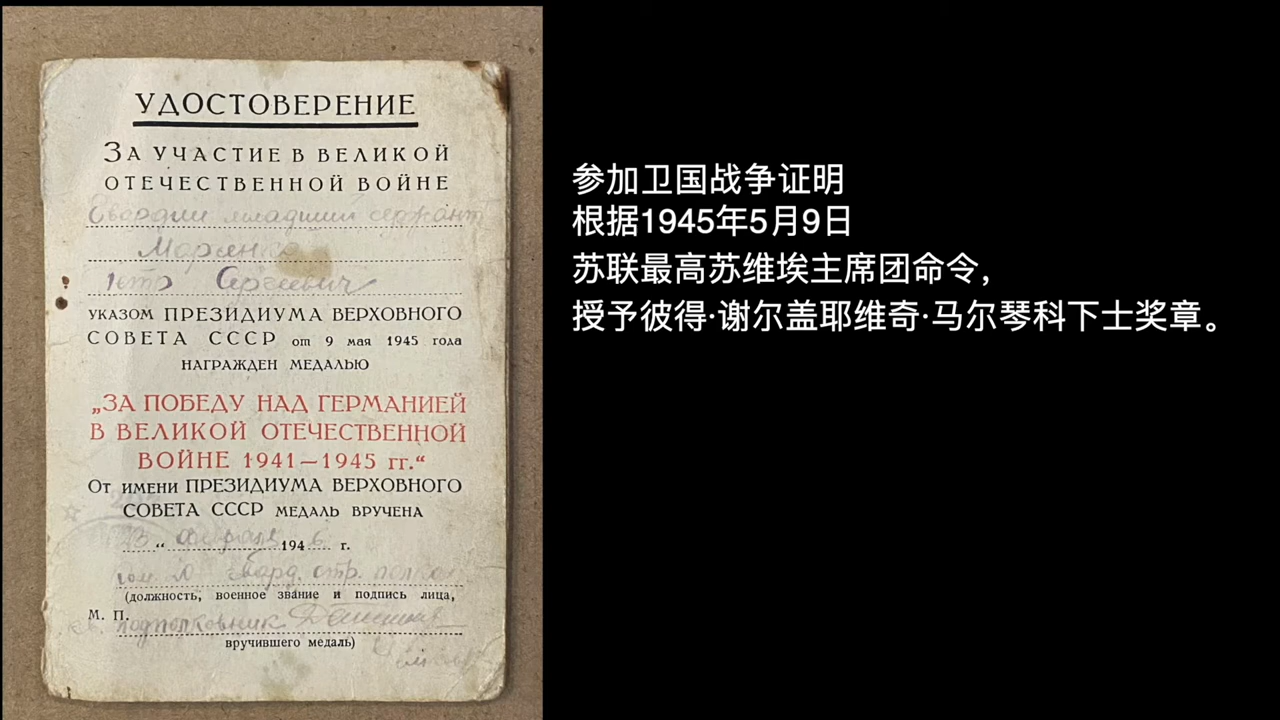 УДОСТОВЕРЕНИЕ
ЗА УЧАСТИЕ В ВЕЛИКОЙ
ОТЕЧЕСТВЕННОЙ ВОЙНЕ
Гвардии младший сержант
Петр Сергеевич
УКАЗОМ ПРЕЗИДИУМА ВЕРХОВНОГО
СОВЕТА СССР от 9 мая 1945 года
НАГРАЖДЕН МЕДАЛЬЮ
„ЗА ПОБЕДУ НАД ГЕРМАНИЕЙ
В ВЕЛИКОЙ ОТЕЧЕСТВЕННОЙ
ВОЙНЕ 1941—1945 гг.“
От имени ПРЕЗИДИУМА ВЕРХОВНОГО
СОВЕТА СССР МЕДАЛЬ ВРУЧЕНА
23 “ февраля 1946 г.
гвард. стр.
(должность, военное звание и подпись лица,
М. П.
подполковник
вручившего медаль)
参加卫国战争证明
根据1945年5月9日
苏联最高苏维埃主席团命令，
授予彼得·谢尔盖耶维奇·马尔琴科下士奖章。